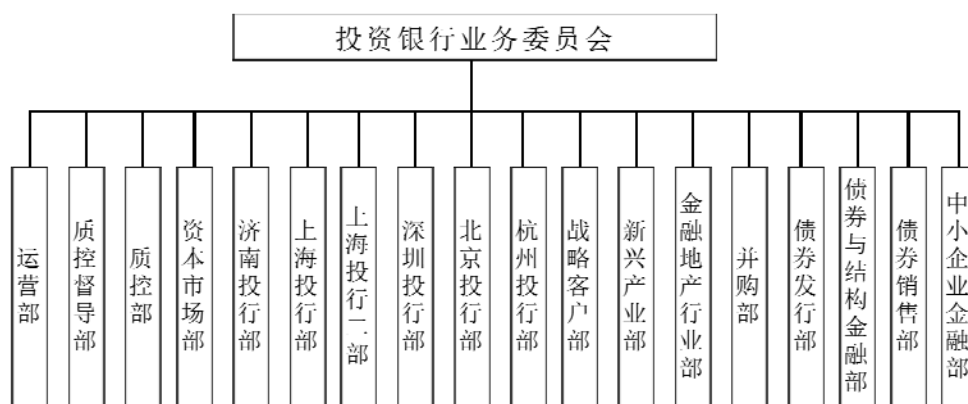 投资银行业务委员会
运营部
质控督导部
质控部
资本市场部
济南投行部
上海投行部
上海投行二部
深圳投行部
北京投行部
杭州投行部
战略客户部
新兴产业部
金融地产行业部
并购部
债券发行部
债券与结构金融部
债券销售部
中小企业金融部